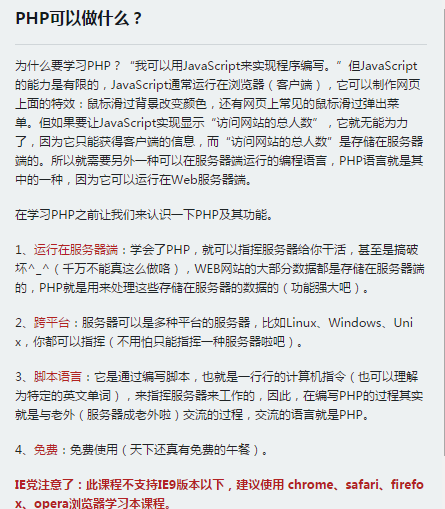 PHP可以做什么？
为什么要学习PHP？“我可以用JavaScript来实现程序编写。”但JavaScript
的能力是有限的，JavaScript通常运行在浏览器（客户端），它可以制作网页
上面的特效：鼠标滑过背景改变颜色，还有网页上常见的鼠标滑过弹出菜
单。但如果要让JavaScript实现显示“访问网站的总人数”，它就无能为力
了，因为它只能获得客户端的信息，而“访问网站的总人数”是存储在服务器
端的。所以就需要另外一种可以在服务器端运行的编程语言，PHP语言就是其
中的一种，因为它可以运行在Web服务器端。
在学习PHP之前让我们来认识一下PHP及其功能。
1、运行在服务器端：学会了PHP，就可以指挥服务器给你干活，甚至是搞破
坏^_^（千万不能真这么做咯），WEB网站的大部分数据都是存储在服务器端
的，PHP就是用来处理这些存储在服务器的数据的（功能强大吧）。
2、跨平台：服务器可以是多种平台的服务器，比如Linux、Windows、Uni
x，你都可以指挥（不用怕只能指挥一种服务器啦吧）。
3、脚本语言：它是通过编写脚本，也就是一行行的计算机指令（也可以理解
为特定的英文单词），来指挥服务器来工作的，因此，在编写PHP的过程其实
就是与老外（服务器成老外啦）交流的过程，交流的语言就是PHP。
4、免费：免费使用（天下还真有免费的午餐）。
IE党注意了：此课程不支持IE9版本以下，建议使用 chrome、safari、firefo
x、opera浏览器学习本课程。